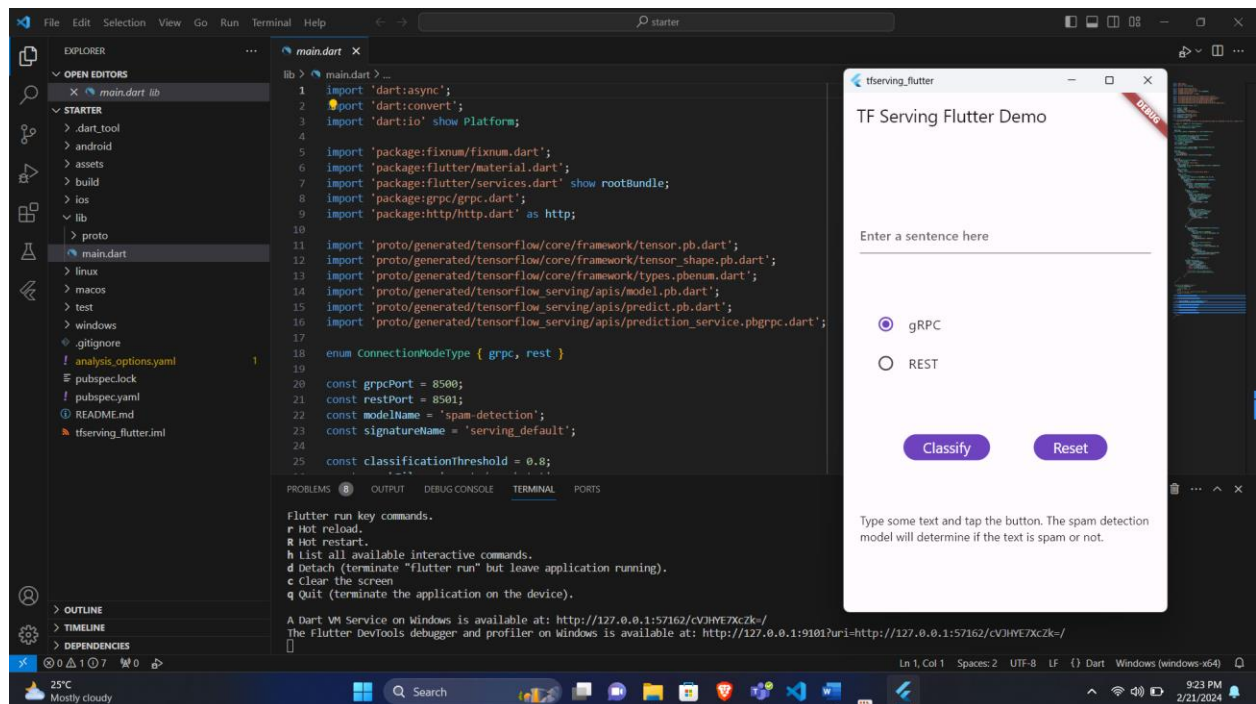 File Edit Selection View Go Run Terminal Help
starter
EXPLORER
OPEN EDITORS
main.dart lib
STARTER
.dart_tool
android
assets
build
ios
lib
proto
main.dart
linux
macos
test
windows
.gitignore
analysis_options.yaml 1
pubspec.lock
pubspec.yaml
README.md
tfserving_flutter.iml
OUTLINE
TIMELINE
DEPENDENCIES
main.dart
lib > main.dart > ...
1 import 'dart:async';
2 import 'dart:convert';
3 import 'dart:io' show Platform;
4
5 import 'package:fixnum/fixnum.dart';
6 import 'package:flutter/material.dart';
7 import 'package:flutter/services.dart' show rootBundle;
8 import 'package:grpc/grpc.dart';
9 import 'package:http/http.dart' as http;
10
11 import 'proto/generated/tensorflow/core/framework/tensor.pb.dart';
12 import 'proto/generated/tensorflow/core/framework/tensor_shape.pb.dart';
13 import 'proto/generated/tensorflow/core/framework/types.pbenum.dart';
14 import 'proto/generated/tensorflow_serving/apis/model.pb.dart';
15 import 'proto/generated/tensorflow_serving/apis/predict.pb.dart';
16 import 'proto/generated/tensorflow_serving/apis/prediction_service.pbgrpc.dart';
17
18 enum ConnectionModeType { grpc, rest }
19
20 const grpcPort = 8500;
21 const restPort = 8501;
22 const modelName = 'spam-detection';
23 const signatureName = 'serving_default';
24
25 const classificationThreshold = 0.8;
PROBLEMS 8 OUTPUT DEBUG CONSOLE TERMINAL PORTS
Flutter run key commands.
r Hot reload.
R Hot restart.
h List all available interactive commands.
d Detach (terminate "flutter run" but leave application running).
c Clear the screen
q Quit (terminate the application on the device).
A Dart VM Service on Windows is available at: http://127.0.0.1:57162/cVJHYE7XcZk=/
The Flutter DevTools debugger and profiler on Windows is available at: http://127.0.0.1:9101?uri=http://127.0.0.1:57162/cVJHYE7XcZk=/
tfserving_flutter
DEBUG
TF Serving Flutter Demo
Enter a sentence here
gRPC
REST
Classify Reset
Type some text and tap the button. The spam detection
model will determine if the text is spam or not.
0 1 7 0
Ln 1, Col 1 Spaces: 2 UTF-8 LF {} Dart Windows (windows-x64)
25°C
Mostly cloudy
Search
9:23 PM
2/21/2024